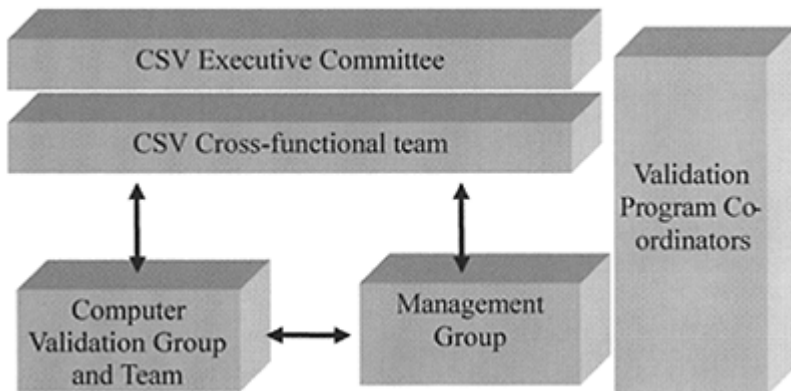 CSV Executive Committee
CSV Cross-functional team
Validation
Program Co-
ordinators
Computer
Validation Group
and Team
Management
Group